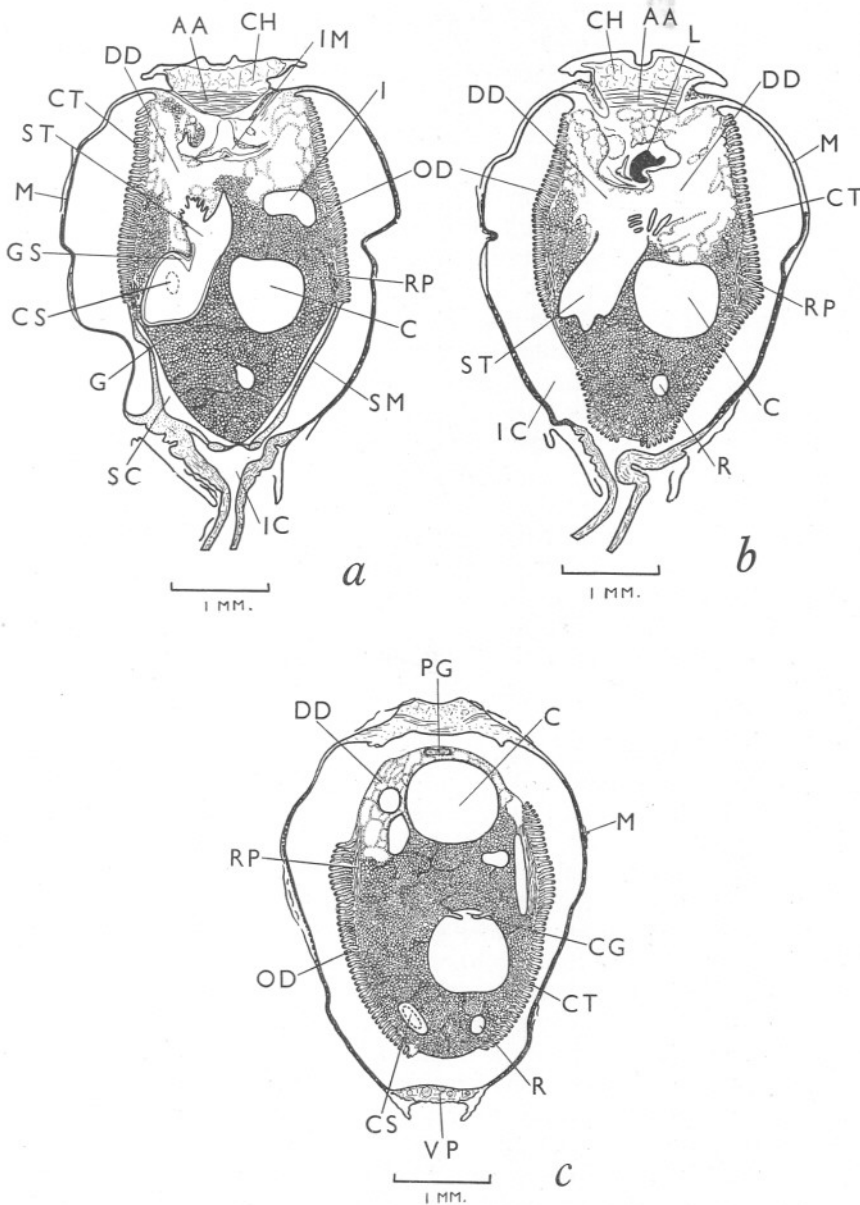 AA CH IM
DD
CT I
ST
M OD
GS
CS RP
C
G
SM
SC
IC
a
1 MM.
CH AA L
DD DD
M
OD CT
RP
ST C
IC
R
b
1 MM.
PG
DD C
M
RP
CG
OD
CT
R
CS
VP
c
1 MM.